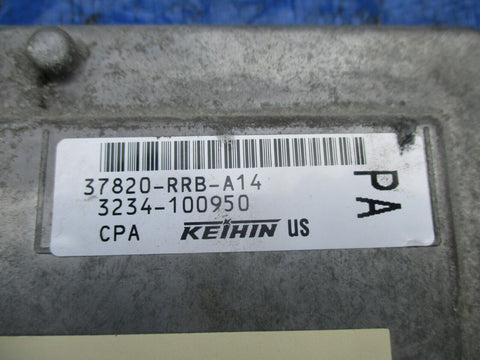 37820-RRB-A14
3234-100950
CPA KEIHIN US
PA